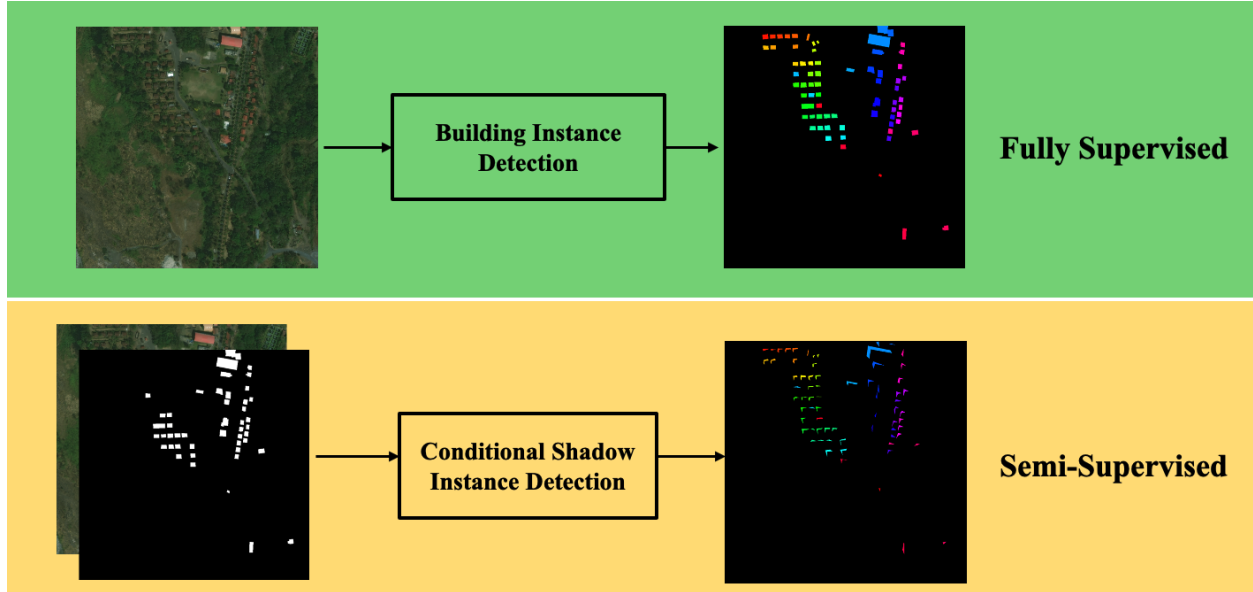 Building Instance
Detection
Fully Supervised
Conditional Shadow
Instance Detection
Semi-Supervised